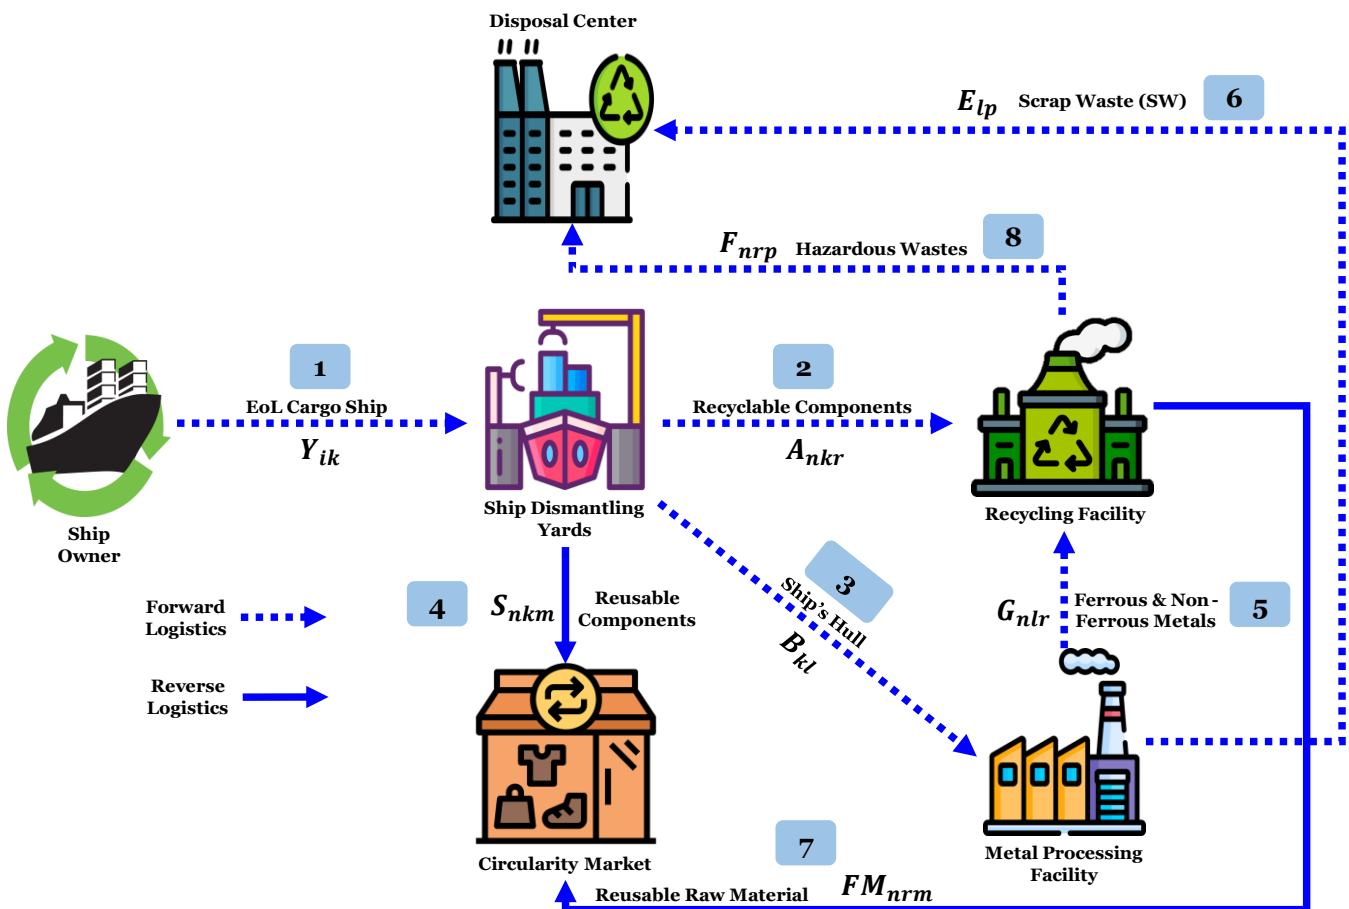 Disposal Center
E_lp Scrap Waste (SW) 6
F_nrp Hazardous Wastes 8
1
EoL Cargo Ship
Y_ik
2
Recyclable Components
A_nkr
Ship
Owner
Ship Dismantling
Yards
Recycling Facility
3
Ship's Hull
B_kl
4
S_nkm
Reusable
Components
G_nlr
Ferrous & Non-
Ferrous Metals
5
Forward
Logistics
Reverse
Logistics
Circularity Market
Metal Processing
Facility
7
Reusable Raw Material FM_nrm